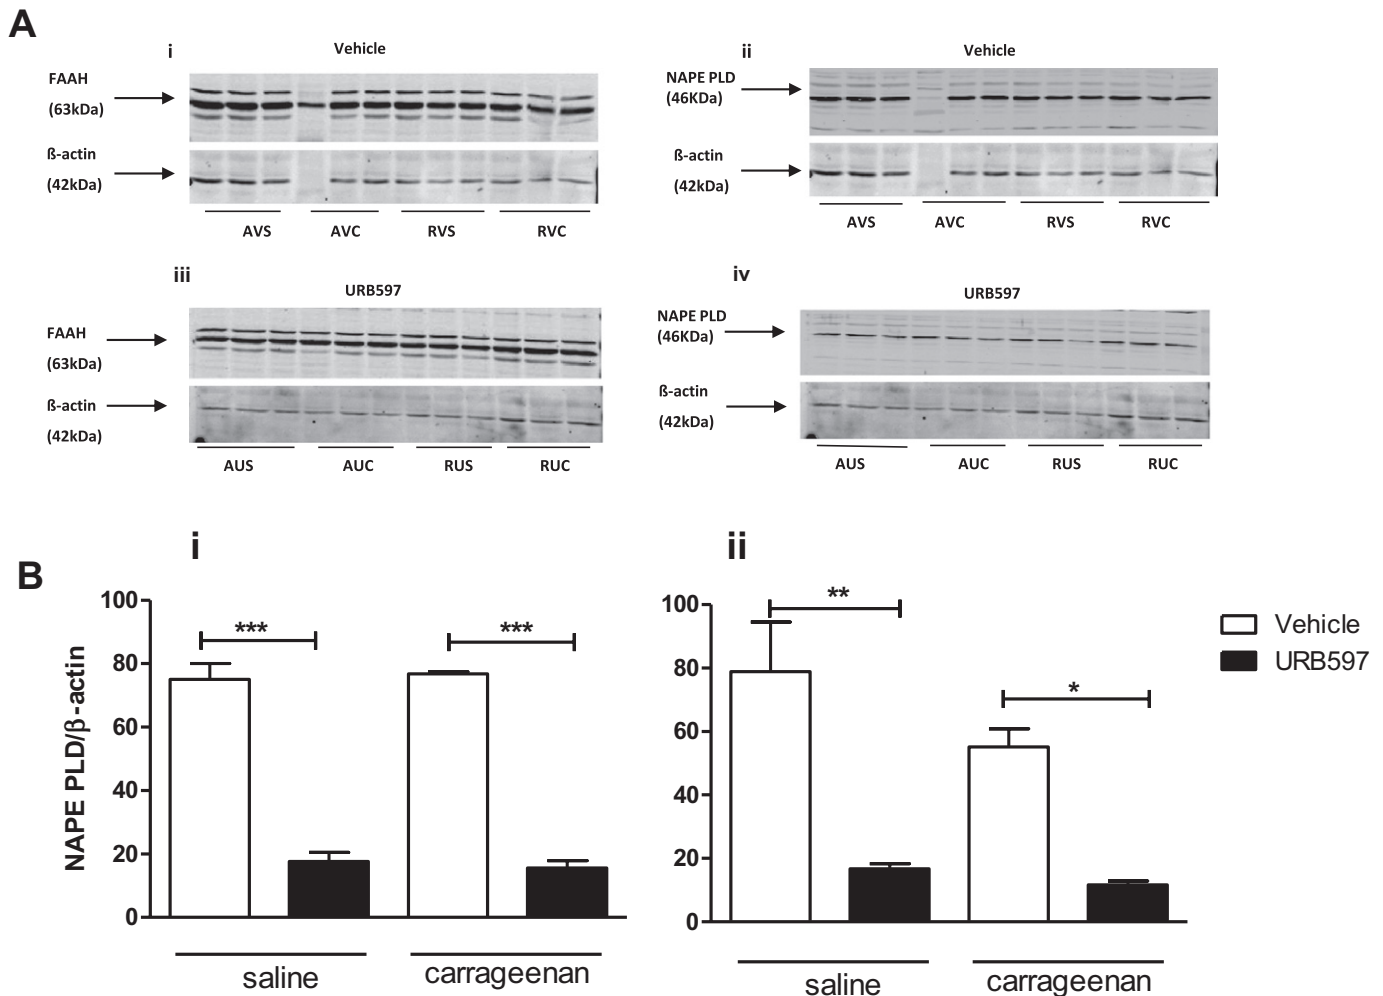 A
i
Vehicle
FAAH
(63kDa)
ß-actin
(42kDa)
AVS AVC RVS RVC
ii
Vehicle
NAPE PLD
(46KDa)
ß-actin
(42kDa)
AVS AVC RVS RVC
iii
URB597
FAAH
(63kDa)
ß-actin
(42kDa)
AUS AUC RUS RUC
iv
URB597
NAPE PLD
(46KDa)
ß-actin
(42kDa)
AUS AUC RUS RUC
B
i
NAPE PLD/β-actin
100
80
60
40
20
0
*** ***
saline carrageenan
ii
100
80
60
40
20
0
**
*
saline carrageenan
Vehicle
URB597